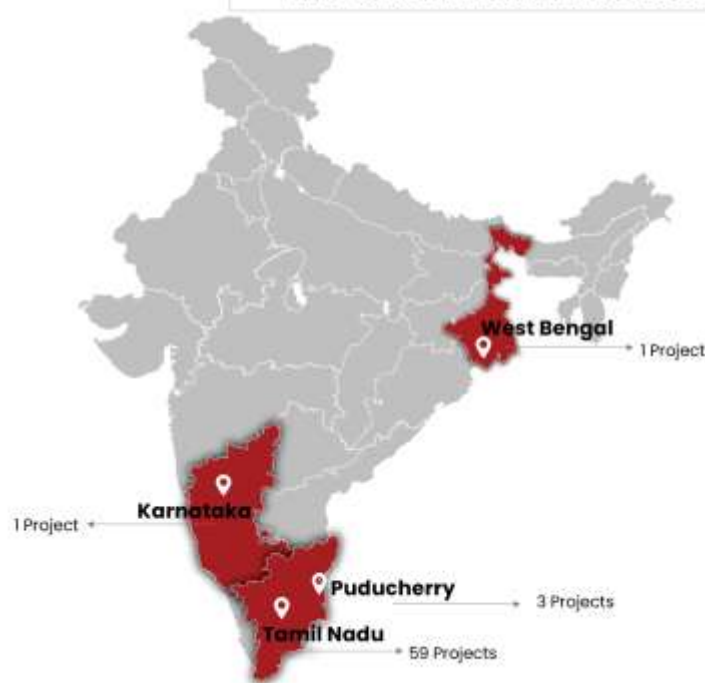 West Bengal
1 Project
Karnataka
1 Project
Puducherry
3 Projects
Tamil Nadu
59 Projects